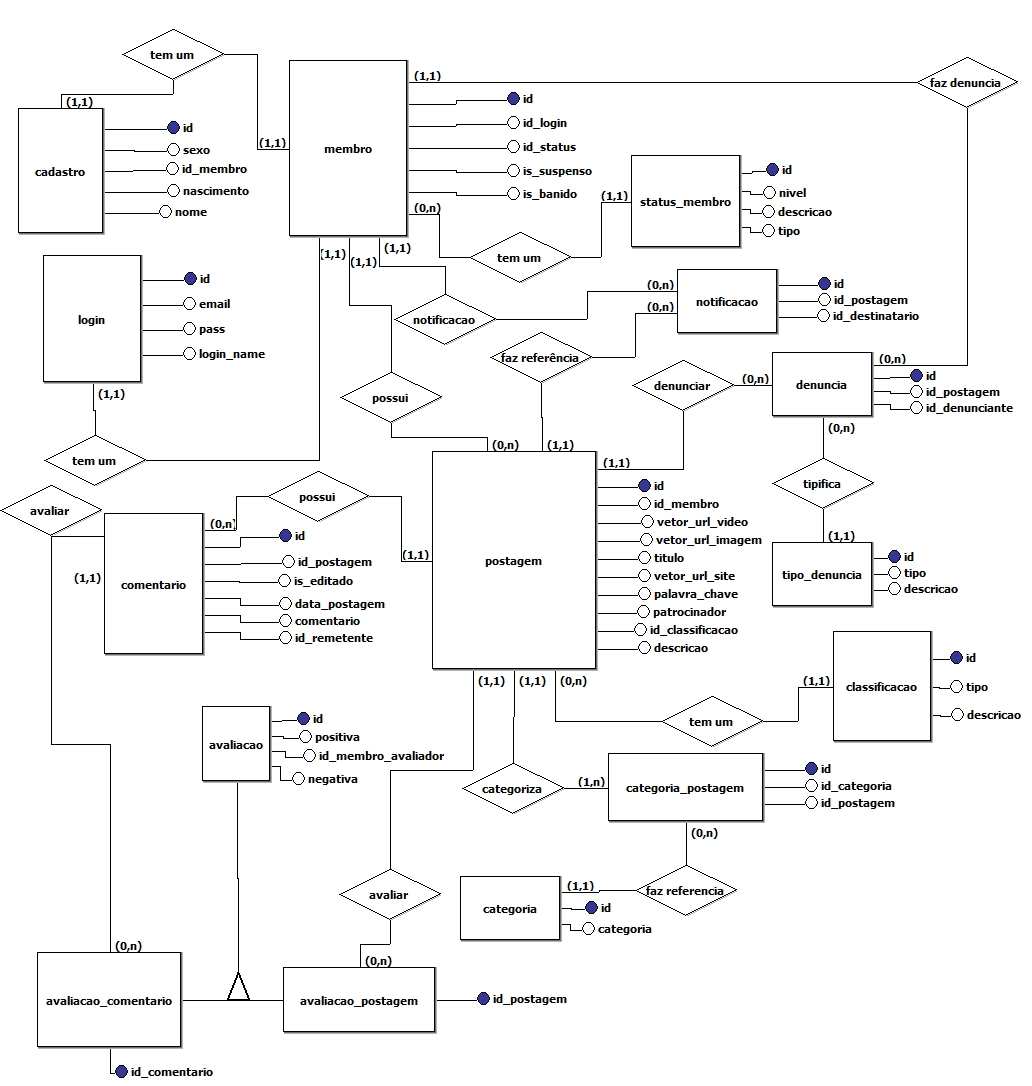 tem um
(1,1)
cadastro
id
sexo
id_membro
nascimento
nome
(1,1)
membro
(1,1)
id
id_login
id_status
is_suspenso
is_banido
(0,n)
faz denuncia
tem um
(1,1)
status_membro
id
nivel
descricao
tipo
(1,1)
(1,1)
(1,1)
login
id
email
pass
login_name
(1,1)
tem um
notificacao
(0,n)
(0,n)
notificacao
id
id_postagem
id_destinatario
faz referência
possui
denunciar
(0,n)
denuncia
(0,n)
id
id_postagem
id_denunciante
(0,n)
tipifica
(1,1)
tipo_denuncia
id
tipo
descricao
(0,n)
(1,1)
(1,1)
postagem
id
id_membro
vetor_url_video
vetor_url_imagem
titulo
vetor_url_site
palavra_chave
patrocinador
id_classificacao
descricao
avaliar
possui
(0,n)
(1,1)
(1,1)
comentario
id
id_postagem
is_editado
data_postagem
comentario
id_remetente
(1,1)
(1,1)
(0,n)
tem um
(1,1)
classificacao
id
tipo
descricao
avaliacao
id
positiva
id_membro_avaliador
negativa
categoriza
(1,n)
categoria_postagem
id
id_categoria
id_postagem
(0,n)
faz referencia
(1,1)
categoria
id
categoria
avaliar
(0,n)
(0,n)
avaliacao_comentario
avaliacao_postagem
id_postagem
id_comentario